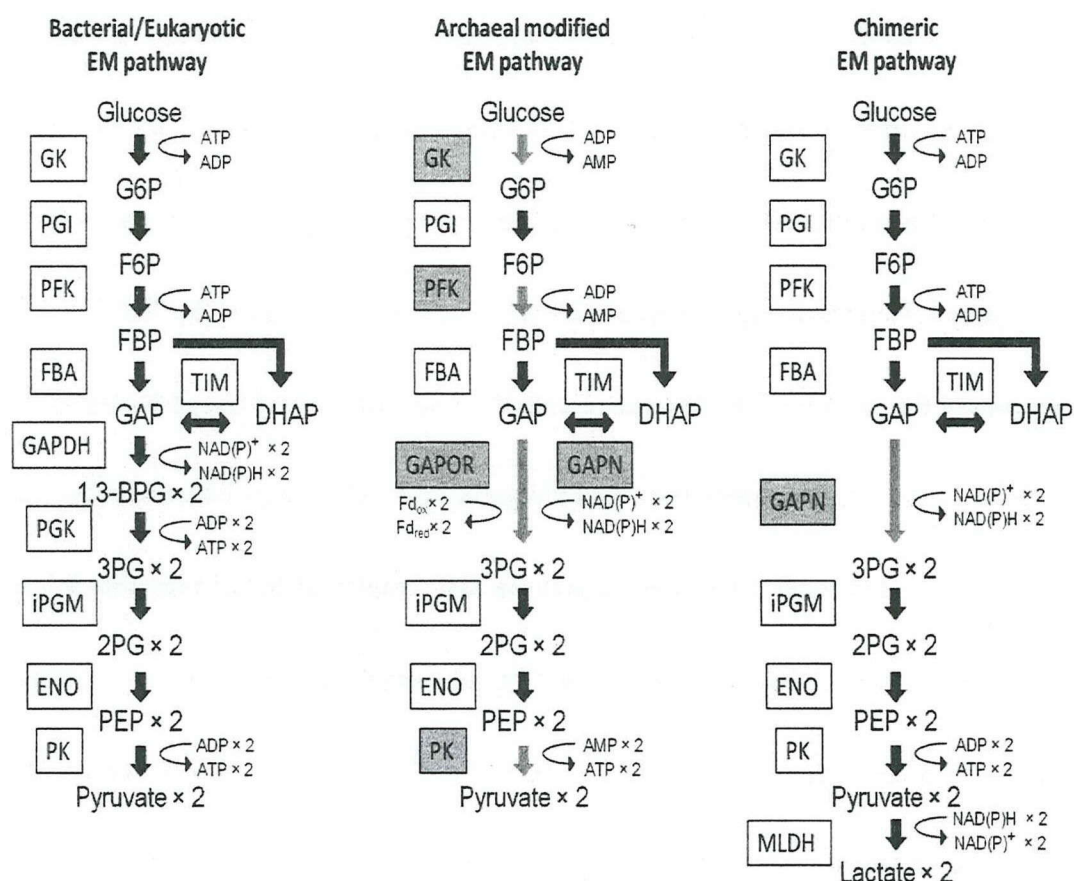 Bacterial/Eukaryotic
EM pathway
Glucose
GK
ATP
ADP
G6P
PGI
F6P
PFK
ATP
ADP
FBP
FBA
TIM
GAP
DHAP
GAPDH
NAD(P)⁺ × 2
NAD(P)H × 2
1,3-BPG × 2
PGK
ADP × 2
ATP × 2
3PG × 2
iPGM
2PG × 2
ENO
PEP × 2
PK
ADP × 2
ATP × 2
Pyruvate × 2
Archaeal modified
EM pathway
Glucose
GK
ADP
AMP
G6P
PGI
F6P
PFK
ADP
AMP
FBP
FBA
TIM
GAP
DHAP
GAPOR
GAPN
Fdox × 2
Fdred × 2
NAD(P)⁺ × 2
NAD(P)H × 2
3PG × 2
iPGM
2PG × 2
ENO
PEP × 2
PK
AMP × 2
ATP × 2
Pyruvate × 2
Chimeric
EM pathway
Glucose
GK
ATP
ADP
G6P
PGI
F6P
PFK
ATP
ADP
FBP
FBA
TIM
GAP
DHAP
GAPN
NAD(P)⁺ × 2
NAD(P)H × 2
3PG × 2
iPGM
2PG × 2
ENO
PEP × 2
PK
ADP × 2
ATP × 2
Pyruvate × 2
MLDH
NAD(P)H × 2
NAD(P)⁺ × 2
Lactate × 2